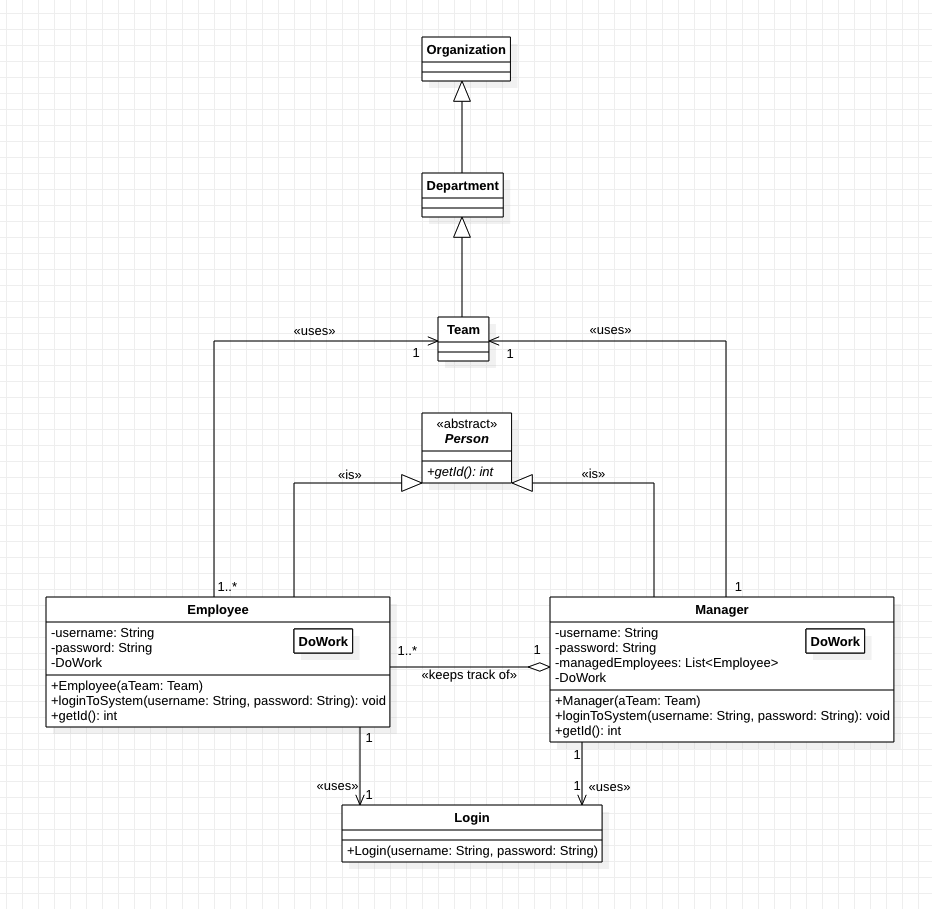 Organization
Department
Team
«uses»
«uses»
1
1
«abstract»
Person
+getId(): int
«is»
«is»
1..*
1
Employee
-username: String
-password: String
-DoWork
DoWork
+Employee(aTeam: Team)
+loginToSystem(username: String, password: String): void
+getId(): int
1..*
1
«keeps track of»
Manager
-username: String
-password: String
-managedEmployees: List<Employee>
-DoWork
DoWork
+Manager(aTeam: Team)
+loginToSystem(username: String, password: String): void
+getId(): int
1
1
«uses»
1
1
«uses»
Login
+Login(username: String, password: String)